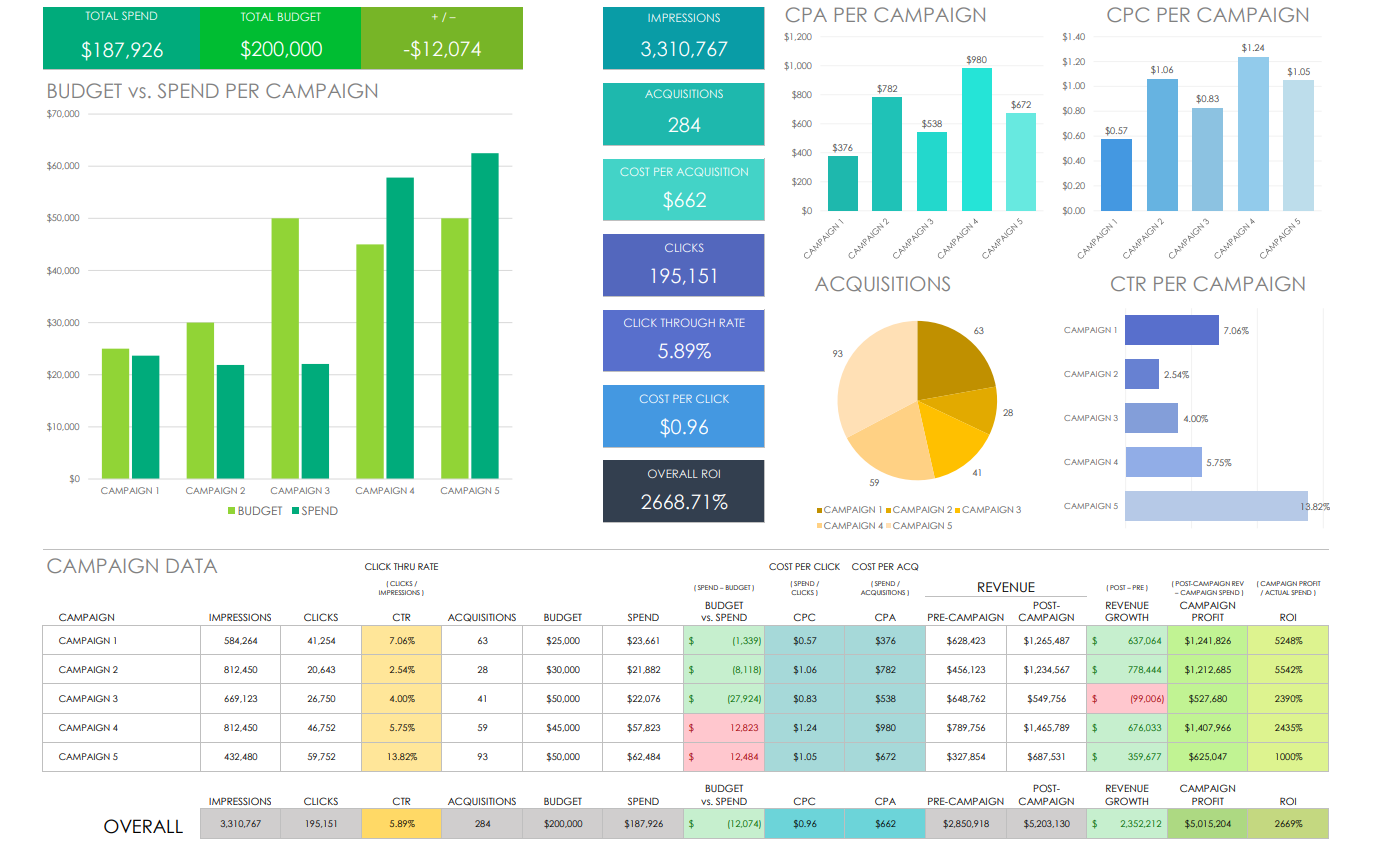 TOTAL SPEND
$187,926
TOTAL BUDGET
$200,000
+ / –
-$12,074
BUDGET vs. SPEND PER CAMPAIGN
$70,000
$60,000
$50,000
$40,000
$30,000
$20,000
$10,000
$0
CAMPAIGN 1 CAMPAIGN 2 CAMPAIGN 3 CAMPAIGN 4 CAMPAIGN 5
BUDGET SPEND
IMPRESSIONS
3,310,767
ACQUISITIONS
284
COST PER ACQUISITION
$662
CLICKS
195,151
CLICK THROUGH RATE
5.89%
COST PER CLICK
$0.96
OVERALL ROI
2668.71%
CPA PER CAMPAIGN
$1,200
$1,000
$800
$600
$400
$200
$0
$376
$782
$538
$980
$672
CAMPAIGN 1
CAMPAIGN 2
CAMPAIGN 3
CAMPAIGN 4
CAMPAIGN 5
CPC PER CAMPAIGN
$1.40
$1.20
$1.00
$0.80
$0.60
$0.40
$0.20
$0.00
$0.57
$1.06
$0.83
$1.24
$1.05
CAMPAIGN 1
CAMPAIGN 2
CAMPAIGN 3
CAMPAIGN 4
CAMPAIGN 5
ACQUISITIONS
63
28
41
59
93
CAMPAIGN 1 CAMPAIGN 2 CAMPAIGN 3
CAMPAIGN 4 CAMPAIGN 5
CTR PER CAMPAIGN
CAMPAIGN 1 7.06%
CAMPAIGN 2 2.54%
CAMPAIGN 3 4.00%
CAMPAIGN 4 5.75%
CAMPAIGN 5 13.82%
CAMPAIGN DATA
CLICK THRU RATE
( CLICKS /
IMPRESSIONS )
( SPEND – BUDGET )
COST PER CLICK
( SPEND /
CLICKS )
COST PER ACQ
( SPEND /
ACQUISITIONS )
REVENUE
( POST – PRE )
( POST-CAMPAIGN REV
– CAMPAIGN SPEND )
( CAMPAIGN PROFIT
/ ACTUAL SPEND )
CAMPAIGN IMPRESSIONS CLICKS CTR ACQUISITIONS BUDGET SPEND BUDGET vs. SPEND CPC CPA PRE-CAMPAIGN POST-CAMPAIGN REVENUE GROWTH CAMPAIGN PROFIT ROI
CAMPAIGN 1 584,264 41,254 7.06% 63 $25,000 $23,661 $ (1,339) $0.57 $376 $628,423 $1,265,487 $ 637,064 $1,241,826 5248%
CAMPAIGN 2 812,450 20,643 2.54% 28 $30,000 $21,882 $ (8,118) $1.06 $782 $456,123 $1,234,567 $ 778,444 $1,212,685 5542%
CAMPAIGN 3 669,123 26,750 4.00% 41 $50,000 $22,076 $ (27,924) $0.83 $538 $648,762 $549,756 $ (99,006) $527,680 2390%
CAMPAIGN 4 812,450 46,752 5.75% 59 $45,000 $57,823 $ 12,823 $1.24 $980 $789,756 $1,465,789 $ 676,033 $1,407,966 2435%
CAMPAIGN 5 432,480 59,752 13.82% 93 $50,000 $62,484 $ 12,484 $1.05 $672 $327,854 $687,531 $ 359,677 $625,047 1000%
IMPRESSIONS CLICKS CTR ACQUISITIONS BUDGET SPEND BUDGET vs. SPEND CPC CPA PRE-CAMPAIGN POST-CAMPAIGN REVENUE GROWTH CAMPAIGN PROFIT ROI
OVERALL 3,310,767 195,151 5.89% 284 $200,000 $187,926 $ (12,074) $0.96 $662 $2,850,918 $5,203,130 $ 2,352,212 $5,015,204 2669%